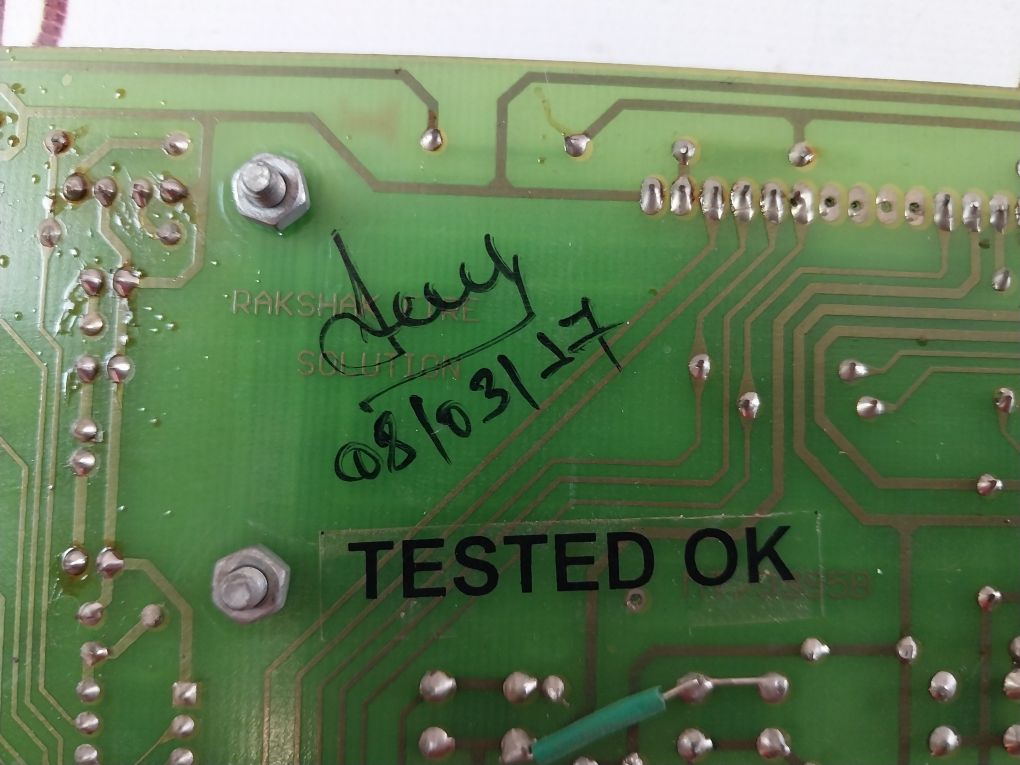 RAKSHAK FIRE
SOLUTION
08/03/17
TESTED OK